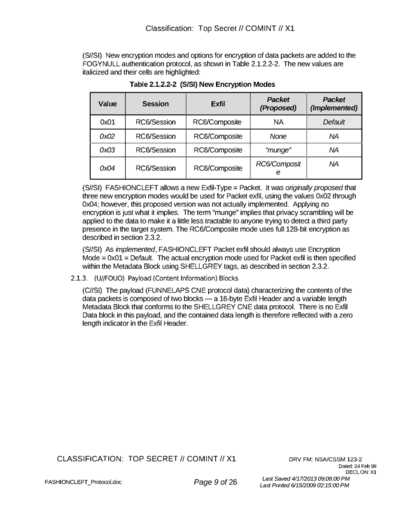 Classification: Top Secret // COMINT // X1
(S//SI) New encryption modes and options for encryption of data packets are added to the
FOGYNULL authentication protocol, as shown in Table 2.1.2.2-2. The new values are
italicized and their cells are highlighted:
Table 2.1.2.2-2 (S//SI) New Encryption Modes
Value Session Exfil Packet (Proposed) Packet (Implemented)
0x01 RC6/Session RC6/Composite NA Default
0x02 RC6/Session RC6/Composite None NA
0x03 RC6/Session RC6/Composite "munge" NA
0x04 RC6/Session RC6/Composite RC6/Composit e NA
(S//SI) FASHIONCLEFT allows a new Exfil-Type = Packet. It was originally proposed that
three new encryption modes would be used for Packet exfil, using the values 0x02 through
0x04; however, this proposed version was not actually implemented. Applying no
encryption is just what it implies. The term "munge" implies that privacy scrambling will be
applied to the data to make it a little less tractable to anyone trying to detect a third party
presence in the target system. The RC6/Composite mode uses full 128-bit encryption as
described in section 2.3.2.
(S//SI) As implemented, FASHIONCLEFT Packet exfil should always use Encryption
Mode = 0x01 = Default. The actual encryption mode used for Packet exfil is then specified
within the Metadata Block using SHELLGREY tags, as described in section 2.3.2.
2.1.3. (U//FOUO) Payload (Content Information) Blocks
(C//SI) The payload (FUNNELAPS CNE protocol data) characterizing the contents of the
data packets is composed of two blocks — a 16-byte Exfil Header and a variable length
Metadata Block that conforms to the SHELLGREY CNE data protocol. There is no Exfil
Data block in this payload, and the contained data length is therefore reflected with a zero
length indicator in the Exfil Header.
CLASSIFICATION: TOP SECRET // COMINT // X1
DRV FM: NSA/CSSM 123-2
Dated: 24 Feb 98
DECL ON: X1
FASHIONCLEFT_Protocol.doc
Page 9 of 26
Last Saved 4/17/2013 09:08:00 PM
Last Printed 6/15/2009 02:15:00 PM